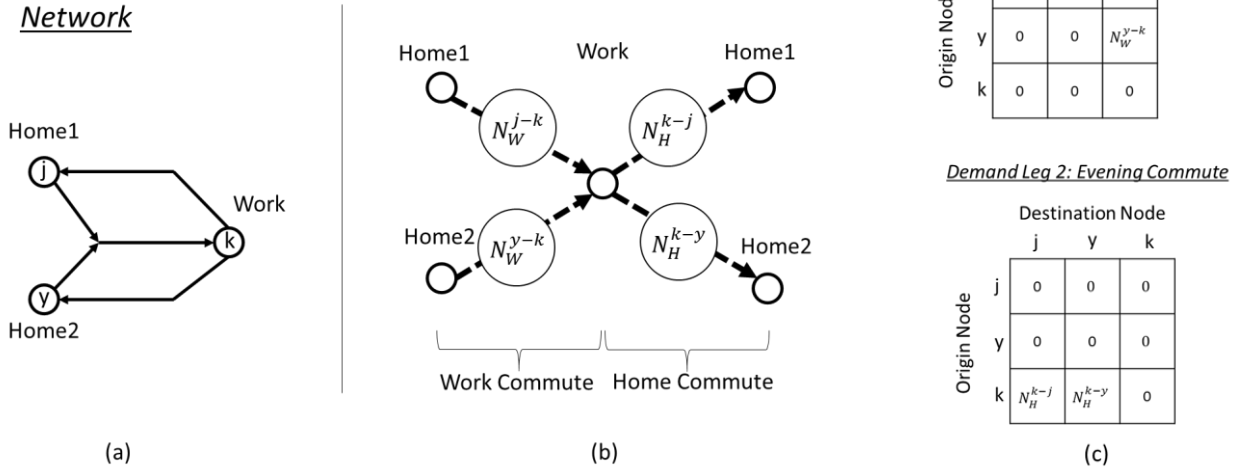 Network
Home1
j
Work
k
y
Home2
(a)
Home1 Work Home1
N_W^{j-k} N_H^{k-j}
Home2 N_W^{y-k} N_H^{k-y} Home2
Work Commute Home Commute
(b)
Origin Node
y 0 0 N_W^{y-k}
k 0 0 0
Demand Leg 2: Evening Commute
Destination Node
j y k
Origin Node
j 0 0 0
y 0 0 0
k N_H^{k-j} N_H^{k-y} 0
(c)